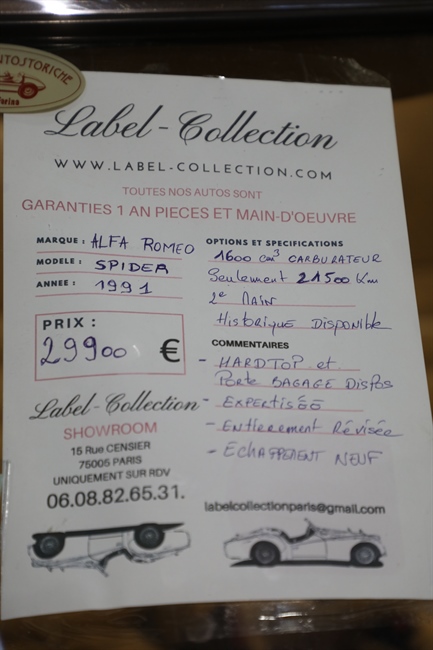 UTOSTORICHE
Torino
Label-Collection
WWW.LABEL-COLLECTION.COM
TOUTES NOS AUTOS SONT
GARANTIES 1 AN PIECES ET MAIN-D'OEUVRE
MARQUE : ALFA ROMEO
MODELE : SPIDER
ANNEE : 1991
PRIX :
29900 €
OPTIONS ET SPECIFICATIONS
1600 cm³ CARBURATEUR
Seulement 21500 Km
2e Main
Historique Disponible
COMMENTAIRES
- HARDTOP et
Porte BAGAGE Dispos
- EXPERTISÉE
- Entierement Révisée
- ECHAPPEMENT NEUF
Label-Collection
SHOWROOM
15 Rue CENSIER
75005 PARIS
UNIQUEMENT SUR RDV
06.08.82.65.31.
labelcollectionparis@gmail.com